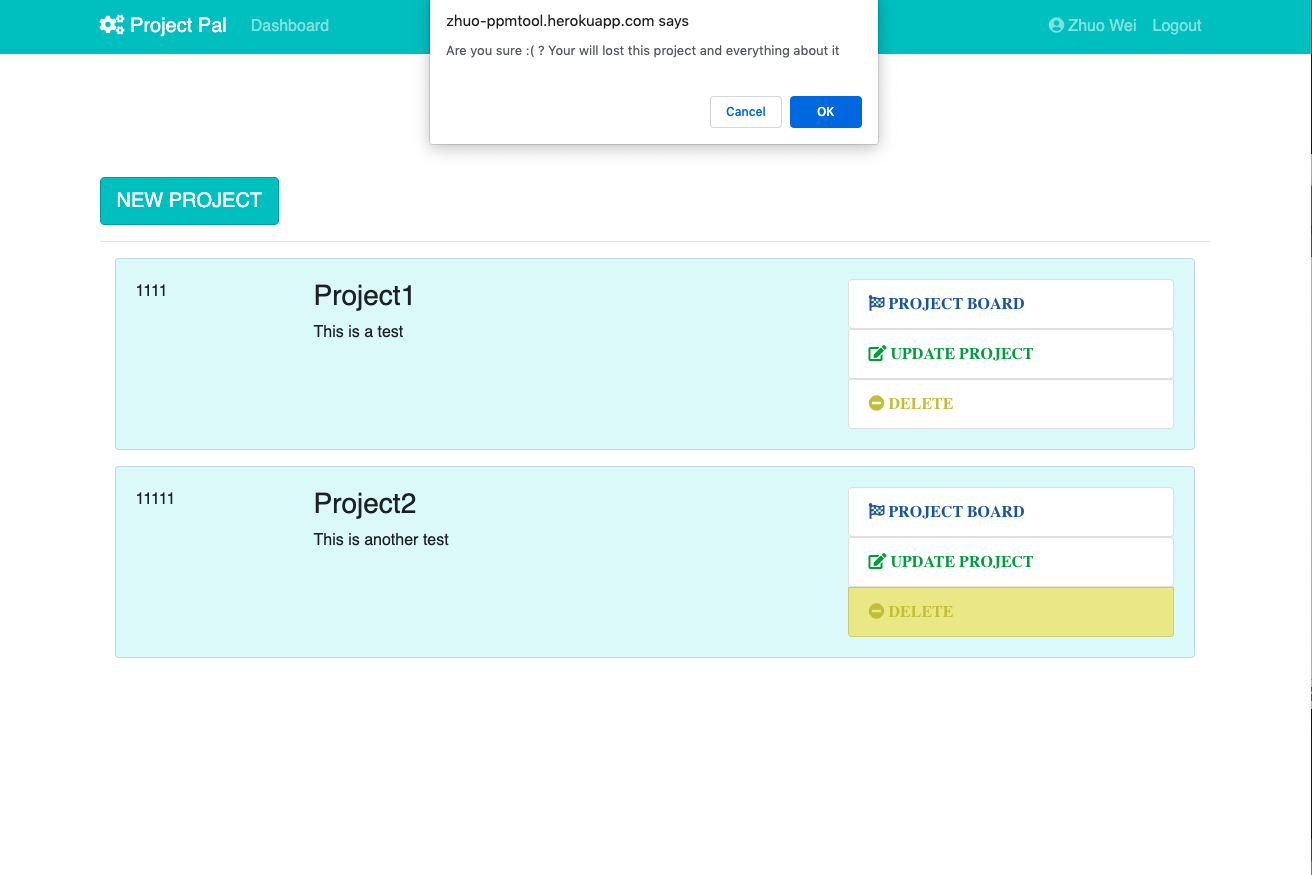 Project Pal Dashboard
zhuo-ppmtool.herokuapp.com says
Are you sure :( ? Your will lost this project and everything about it
Cancel OK
Zhuo Wei Logout
NEW PROJECT
1111
Project1
This is a test
PROJECT BOARD
UPDATE PROJECT
DELETE
11111
Project2
This is another test
PROJECT BOARD
UPDATE PROJECT
DELETE